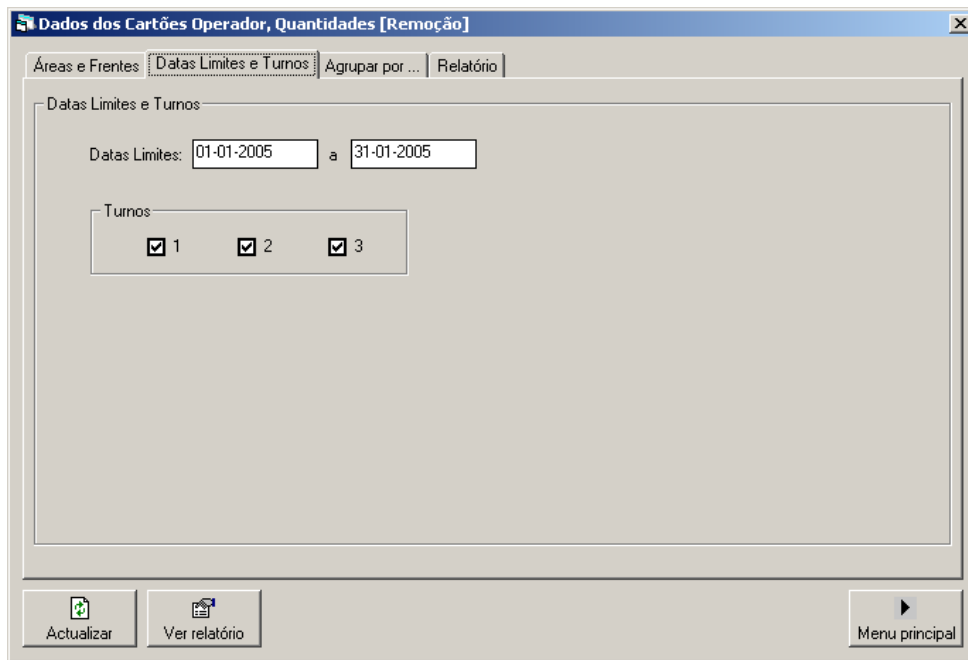 Dados dos Cartões Operador, Quantidades [Remoção]
Áreas e Frentes Datas Limites e Turnos Agrupar por ... Relatório
Datas Limites e Turnos
Datas Limites: 01-01-2005 a 31-01-2005
Turnos
1 2 3
Actualizar Ver relatório Menu principal